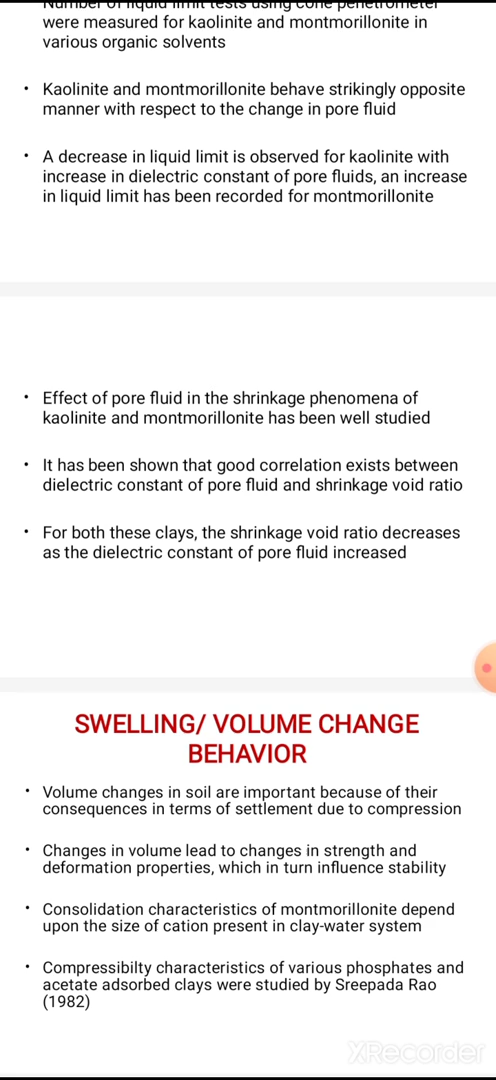 Number of liquid limit tests using cone penetrometer
were measured for kaolinite and montmorillonite in
various organic solvents
• Kaolinite and montmorillonite behave strikingly opposite
manner with respect to the change in pore fluid
• A decrease in liquid limit is observed for kaolinite with
increase in dielectric constant of pore fluids, an increase
in liquid limit has been recorded for montmorillonite
• Effect of pore fluid in the shrinkage phenomena of
kaolinite and montmorillonite has been well studied
• It has been shown that good correlation exists between
dielectric constant of pore fluid and shrinkage void ratio
• For both these clays, the shrinkage void ratio decreases
as the dielectric constant of pore fluid increased
SWELLING/ VOLUME CHANGE
BEHAVIOR
• Volume changes in soil are important because of their
consequences in terms of settlement due to compression
• Changes in volume lead to changes in strength and
deformation properties, which in turn influence stability
• Consolidation characteristics of montmorillonite depend
upon the size of cation present in clay-water system
• Compressibilty characteristics of various phosphates and
acetate adsorbed clays were studied by Sreepada Rao
(1982)
XRecorder